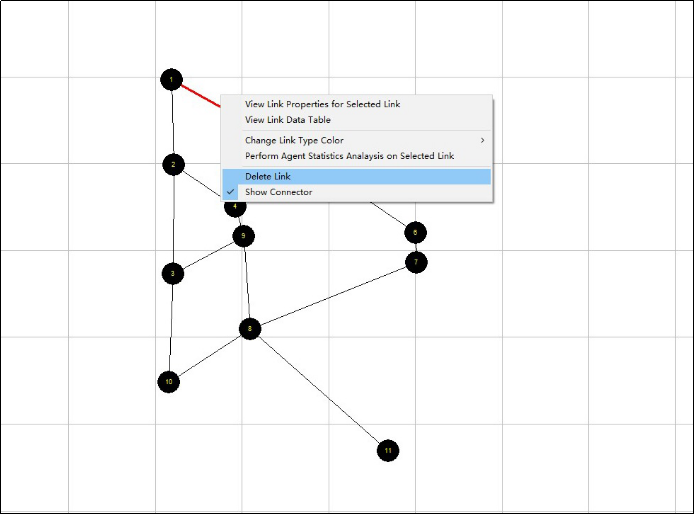 1
View Link Properties for Selected Link
View Link Data Table
Change Link Type Color
Perform Agent Statistics Analaysis on Selected Link
2
Delete Link
Show Connector
4
6
9
7
3
8
10
11